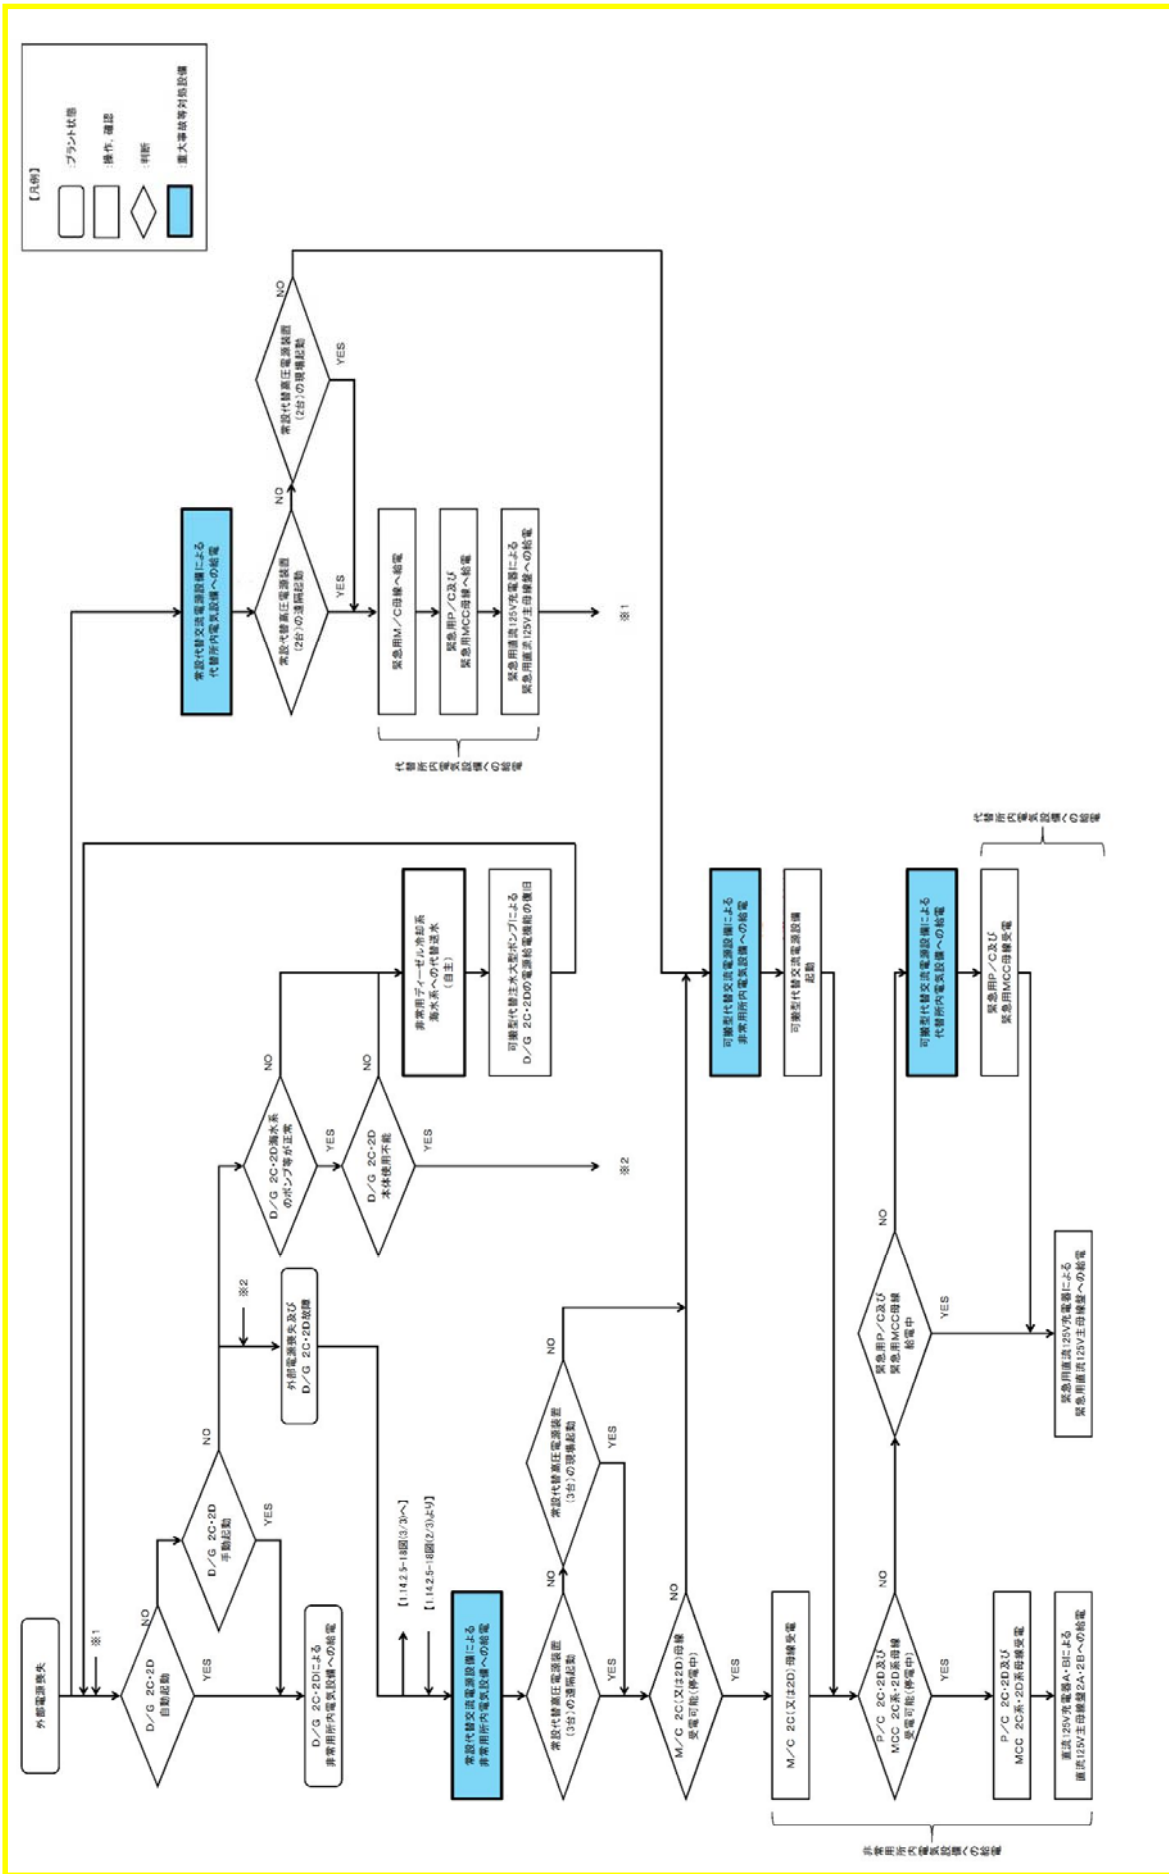 【凡例】
:プラント状態
:操作、確認
:判断
:重大事故等対処設備
外部電源喪失
※1
D/G 2C・2D
自動起動
NO
YES
D/G 2C・2D
手動起動
NO
YES
D/G 2C・2Dによる
非常用所内電気設備への給電
※2
外部電源喪失及び
D/G 2C・2D故障
D/G 2C・2D海水系
のポンプ等が正常
NO
YES
D/G 2C・2D
本体使用不能
NO
YES
※2
非常用ディーゼル冷却系
海水系への代替送水
(自主)
可搬型代替注水大型ポンプによる
D/G 2C・2Dの電源給電機能の復旧
常設代替交流電源設備による
代替所内電気設備への給電
常設代替高圧電源装置
(2台)の遠隔起動
NO
YES
常設代替高圧電源装置
(2台)の現場起動
NO
YES
緊急用M/C母線へ給電
緊急用P/C及び
緊急用MCC母線へ給電
緊急用直流125V充電器による
緊急用直流125V主母線盤への給電
代替所内電気設備への給電
※1
【1.14.2.5-18図(3/3)へ】
【1.14.2.5-18図(2/3)より】
常設代替交流電源設備による
非常用所内電気設備への給電
常設代替高圧電源装置
(3台)の遠隔起動
NO
YES
常設代替高圧電源装置
(3台)の現場起動
NO
YES
M/C 2C(又は2D)母線
受電可能(停電中)
NO
YES
可搬型代替交流電源設備による
非常用所内電気設備への給電
可搬型代替交流電源設備
起動
M/C 2C(又は2D)母線受電
P/C 2C・2D及び
MCC 2C系・2D系母線
受電可能(停電中)
NO
YES
緊急用P/C及び
緊急用MCC母線
給電中
NO
YES
可搬型代替交流電源設備による
代替所内電気設備への給電
緊急用P/C及び
緊急用MCC母線受電
代替所内電気設備への給電
P/C 2C・2D及び
MCC 2C系・2D系母線受電
直流125V充電器A・Bによる
直流125V主母線盤2A・2Bへの給電
緊急用直流125V充電器による
緊急用直流125V主母線盤への給電
非常用所内電気設備への給電